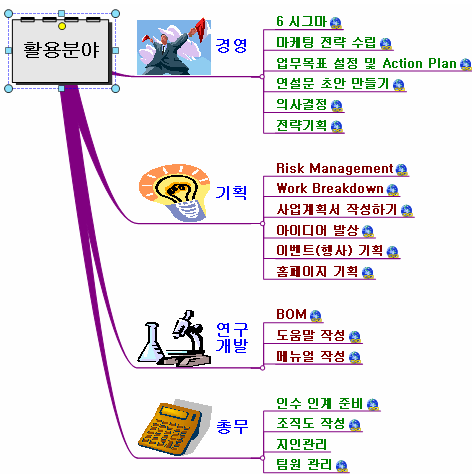 활용분야
경영
6 시그마
마케팅 전략 수립
업무목표 설정 및 Action Plan
연설문 초안 만들기
의사결정
전략기획
기획
Risk Management
Work Breakdown
사업계획서 작성하기
아이디어 발상
이벤트(행사) 기획
홈페이지 기획
연구
개발
BOM
도움말 작성
메뉴얼 작성
총무
인수 인계 준비
조직도 작성
지인관리
팀원 관리